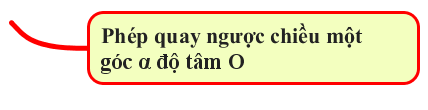 Phép quay ngược chiều một
góc α độ tâm O